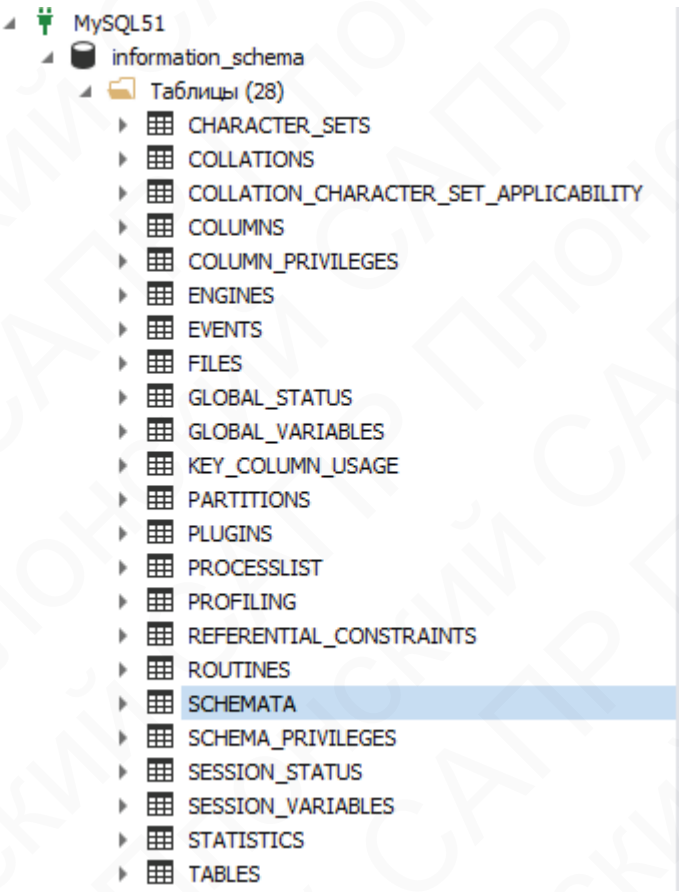 MySQL51
information_schema
Таблицы (28)
CHARACTER_SETS
COLLATIONS
COLLATION_CHARACTER_SET_APPLICABILITY
COLUMNS
COLUMN_PRIVILEGES
ENGINES
EVENTS
FILES
GLOBAL_STATUS
GLOBAL_VARIABLES
KEY_COLUMN_USAGE
PARTITIONS
PLUGINS
PROCESSLIST
PROFILING
REFERENTIAL_CONSTRAINTS
ROUTINES
SCHEMATA
SCHEMA_PRIVILEGES
SESSION_STATUS
SESSION_VARIABLES
STATISTICS
TABLES